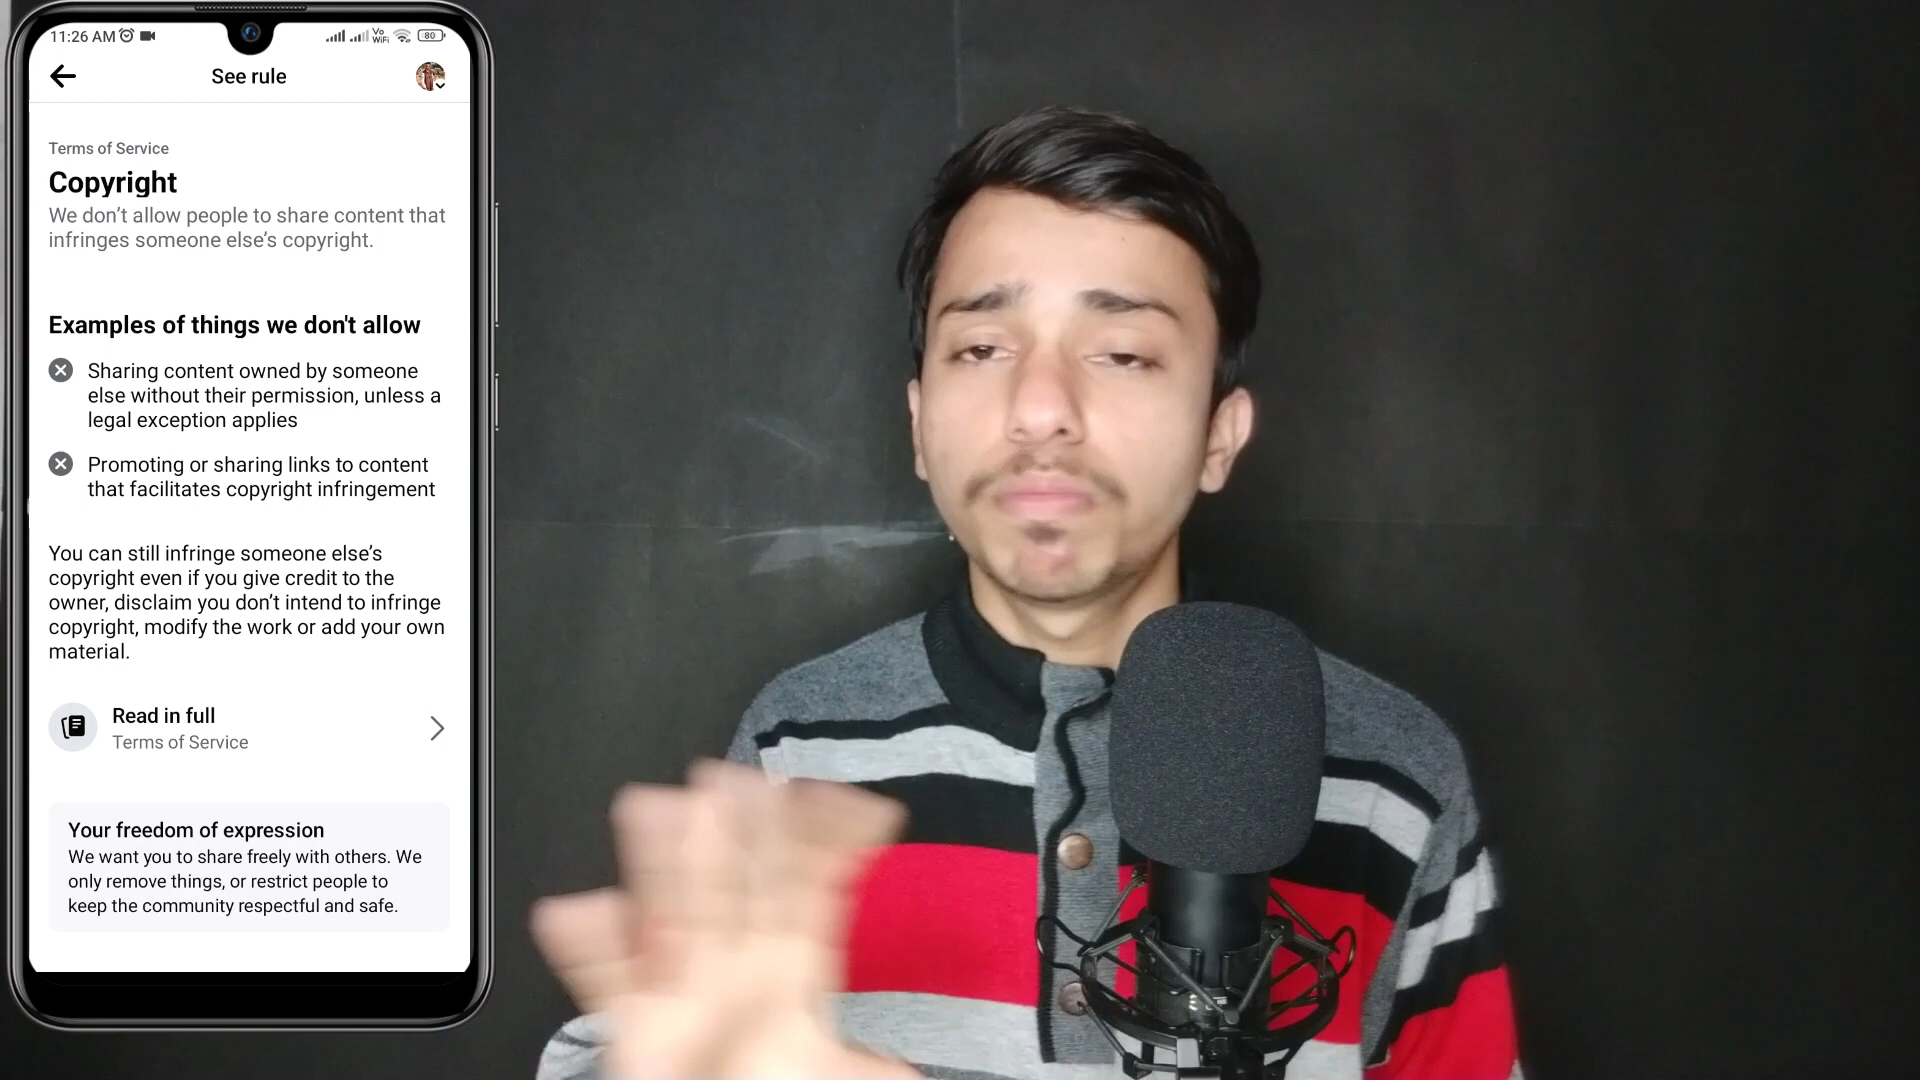 11:26 AM
Vo
WiFi
80
See rule
Terms of Service
Copyright
We don’t allow people to share content that
infringes someone else’s copyright.
Examples of things we don't allow
Sharing content owned by someone
else without their permission, unless a
legal exception applies
Promoting or sharing links to content
that facilitates copyright infringement
You can still infringe someone else’s
copyright even if you give credit to the
owner, disclaim you don’t intend to infringe
copyright, modify the work or add your own
material.
Read in full
Terms of Service
Your freedom of expression
We want you to share freely with others. We
only remove things, or restrict people to
keep the community respectful and safe.